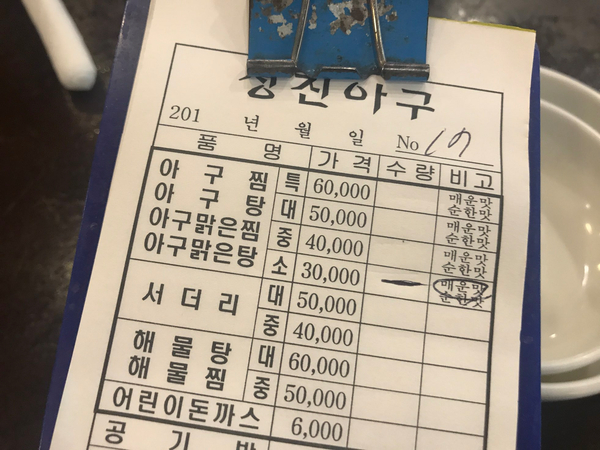 201 년 월 일 No 17
품 명 가 격 수 량 비 고
아 구 찜 특 60,000 매운맛
순한맛
아 구 탕 대 50,000 매운맛
순한맛
아구맑은찜 중 40,000 매운맛
순한맛
아구맑은탕 소 30,000 매운맛
순한맛
서 더 리 대 50,000
중 40,000
해 물 탕 대 60,000
해 물 찜 중 50,000
어린이돈까스 6,000
공 기